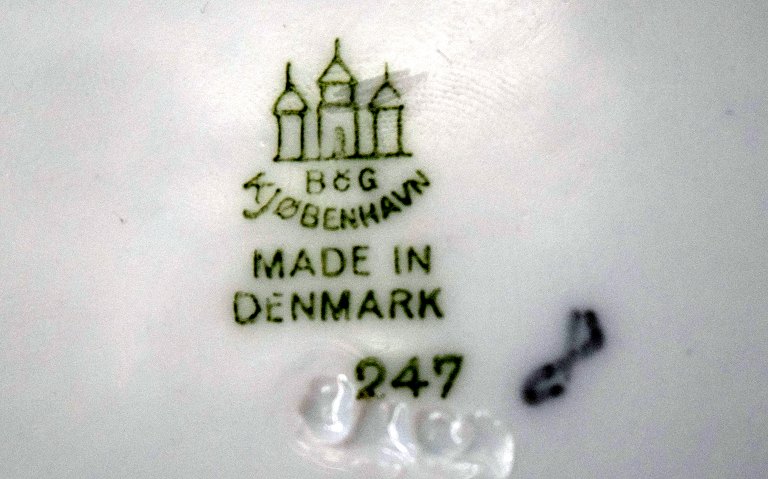 B&G
KJØBENHAVN
MADE IN
DENMARK
247